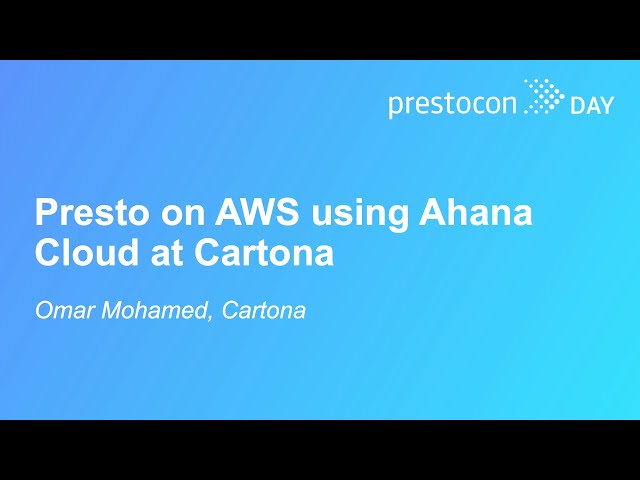 prestocon DAY
Presto on AWS using Ahana
Cloud at Cartona
Omar Mohamed, Cartona